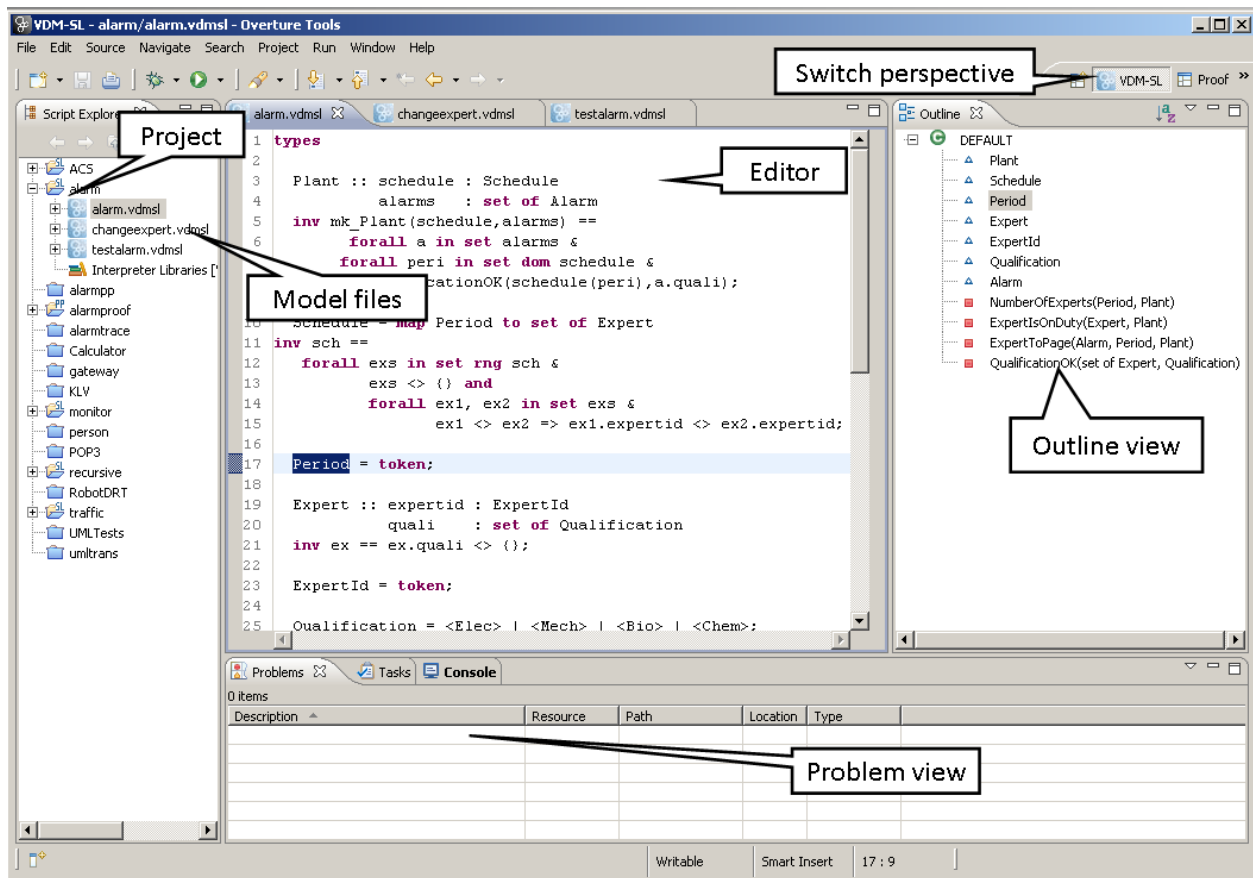 VDM-SL - alarm/alarm.vdmsl - Overture Tools
File Edit Source Navigate Search Project Run Window Help
Switch perspective
VDM-SL
Proof
»
Script Explore
Project
ACS
alarm
alarm.vdmsl
changeexpert.vdmsl
testalarm.vdmsl
Interpreter Libraries ['
Model files
alarmpp
alarmproof
alarmtrace
Calculator
gateway
KLV
monitor
person
POP3
recursive
RobotDRT
traffic
UMLTests
umltrans
alarm.vdmsl
changeexpert.vdmsl
testalarm.vdmsl
Editor
1 types
2
3 Plant :: schedule : Schedule
4 alarms : set of Alarm
5 inv mk_Plant(schedule,alarms) ==
6 forall a in set alarms &
forall peri in set dom schedule &
cationOK(schedule(peri),a.quali);
Schedule = map Period to set of Expert
11 inv sch ==
12 forall exs in set rng sch &
13 exs <> {} and
14 forall ex1, ex2 in set exs &
15 ex1 <> ex2 => ex1.expertid <> ex2.expertid;
16
17 Period = token;
18
19 Expert :: expertid : ExpertId
20 quali : set of Qualification
21 inv ex == ex.quali <> {};
22
23 ExpertId = token;
24
25 Qualification = <Elec> | <Mech> | <Bio> | <Chem>;
Outline
DEFAULT
Plant
Schedule
Period
Expert
ExpertId
Qualification
Alarm
NumberOfExperts(Period, Plant)
ExpertIsOnDuty(Expert, Plant)
ExpertToPage(Alarm, Period, Plant)
QualificationOK(set of Expert, Qualification)
Outline view
Problems Tasks Console
0 items
Description Resource Path Location Type
Problem view
Writable Smart Insert 17 : 9